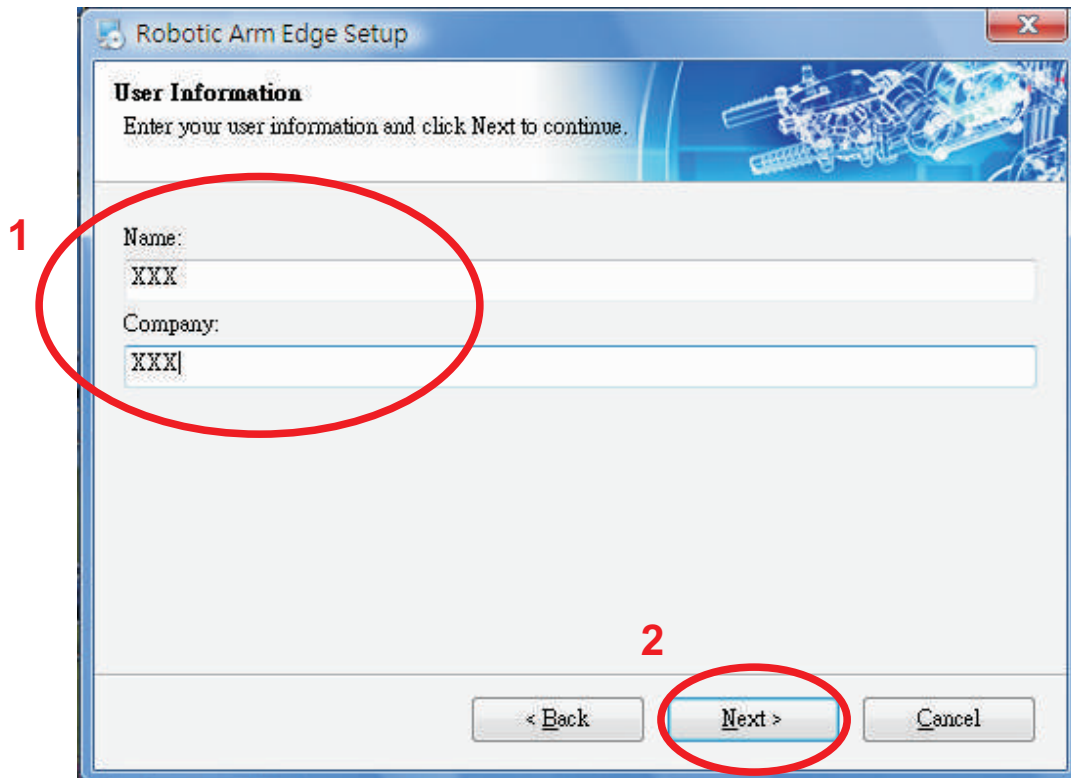 Robotic Arm Edge Setup
User Information
Enter your user information and click Next to continue.
1
Name:
XXX
Company:
XXX
2
< Back
Next >
Cancel